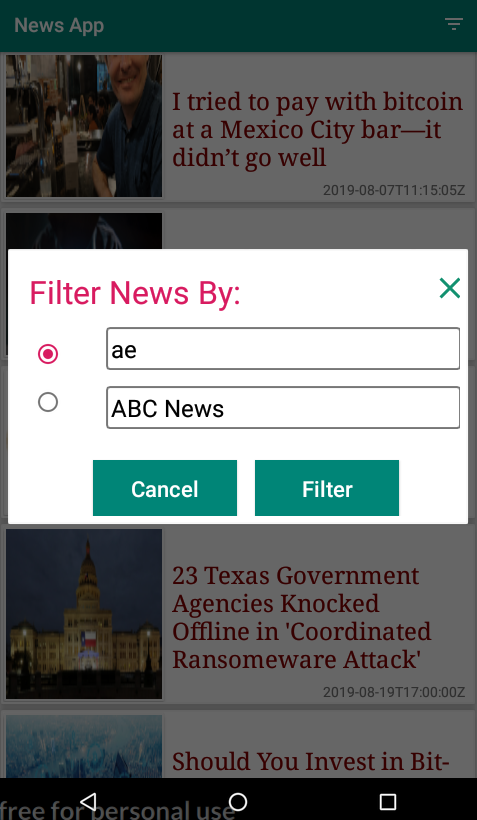 News App
I tried to pay with bitcoin
at a Mexico City bar—it
didn’t go well
2019-08-07T11:15:05Z
Filter News By:
ae
ABC News
Cancel
Filter
23 Texas Government
Agencies Knocked
Offline in 'Coordinated
Ransomeware Attack'
2019-08-19T17:00:00Z
Should You Invest in Bit-
free for personal use